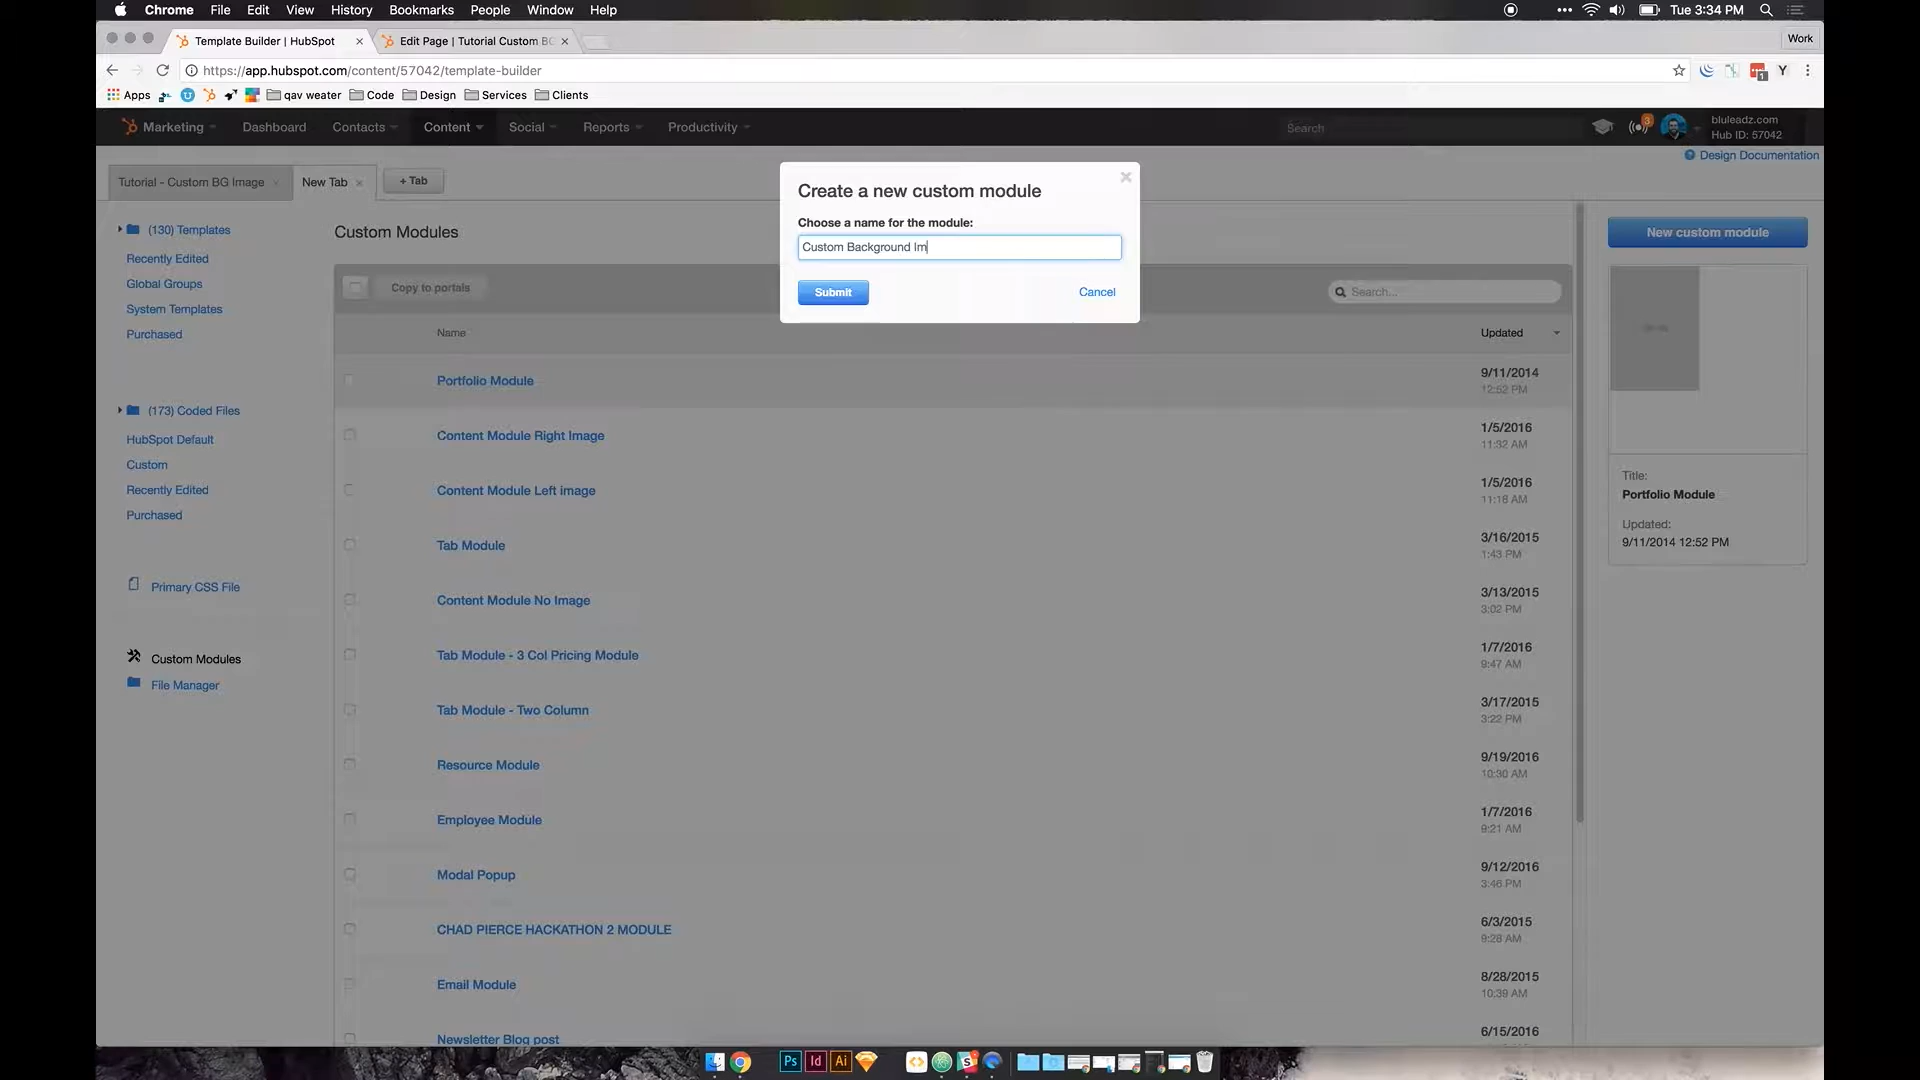 Chrome File Edit View History Bookmarks People Window Help
Tue 3:34 PM
Template Builder | HubSpot
Edit Page | Tutorial Custom BG
Work
https://app.hubspot.com/content/57042/template-builder
1
Y
Apps
qav weater
Code
Design
Services
Clients
Marketing
Dashboard
Contacts
Content
Social
Reports
Productivity
Search
3
bluleadz.com
Hub ID: 57042
Design Documentation
Tutorial - Custom BG Image
New Tab
+ Tab
Create a new custom module
Choose a name for the module:
Custom Background Im
Submit
Cancel
(130) Templates
Recently Edited
Global Groups
System Templates
Purchased
(173) Coded Files
HubSpot Default
Custom
Recently Edited
Purchased
Primary CSS File
Custom Modules
File Manager
Custom Modules
Copy to portals
Search...
Name
Updated
Portfolio Module
9/11/2014
12:52 PM
Content Module Right Image
1/5/2016
11:32 AM
Content Module Left image
1/5/2016
11:18 AM
Tab Module
3/16/2015
1:43 PM
Content Module No Image
3/13/2015
3:02 PM
Tab Module - 3 Col Pricing Module
1/7/2016
9:47 AM
Tab Module - Two Column
3/17/2015
3:22 PM
Resource Module
9/19/2016
10:30 AM
Employee Module
1/7/2016
9:21 AM
Modal Popup
9/12/2016
3:46 PM
CHAD PIERCE HACKATHON 2 MODULE
6/3/2015
9:28 AM
Email Module
8/28/2015
10:39 AM
Newsletter Blog post
6/15/2016
New custom module
Title:
Portfolio Module
Updated:
9/11/2014 12:52 PM
Ps
Id
Ai